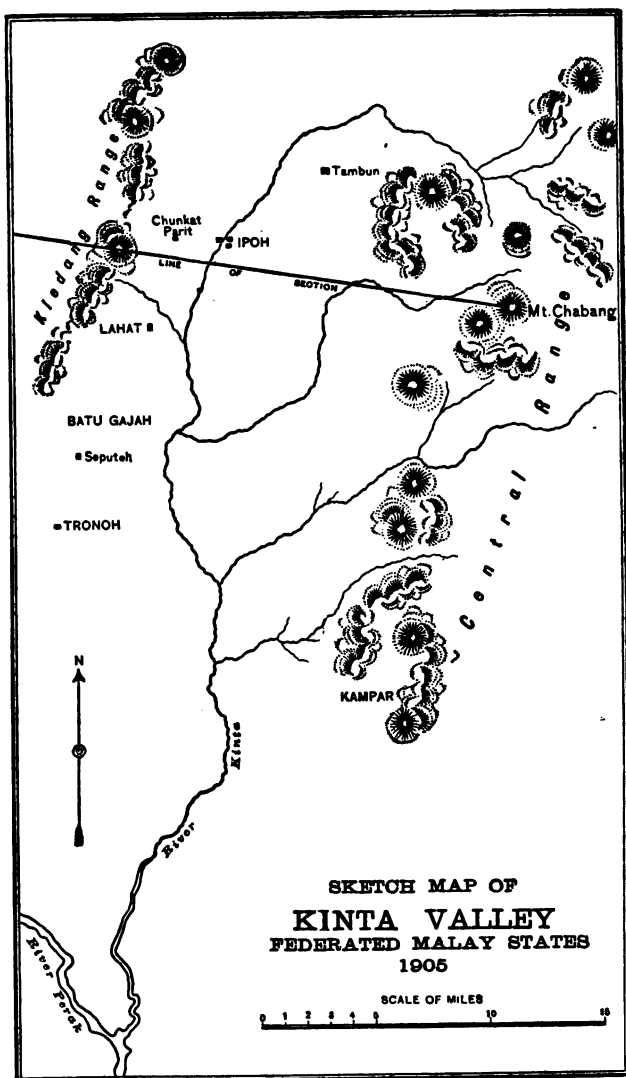 Kledang Range
Tambun
Chunkat
Parit
IPOH
LINE OF SECTION
Mt. Chabang
LAHAT
Central Range
BATU GAJAH
Seputeh
TRONOH
N
KAMPAR
River Kinta
River Perak
SKETCH MAP OF
KINTA VALLEY
FEDERATED MALAY STATES
1905
SCALE OF MILES
0 1 2 3 4 5 10 15